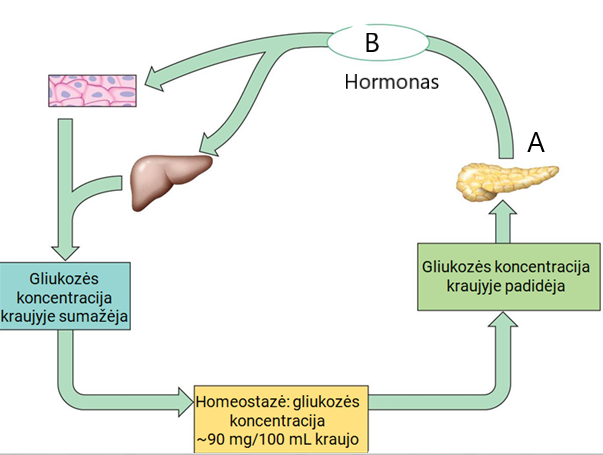 B
Hormonas
A
Gliukozės koncentracija
kraujyje padidėja
Gliukozės
koncentracija
kraujyje sumažėja
Homeostazė: gliukozės
koncentracija
~90 mg/100 mL kraujo